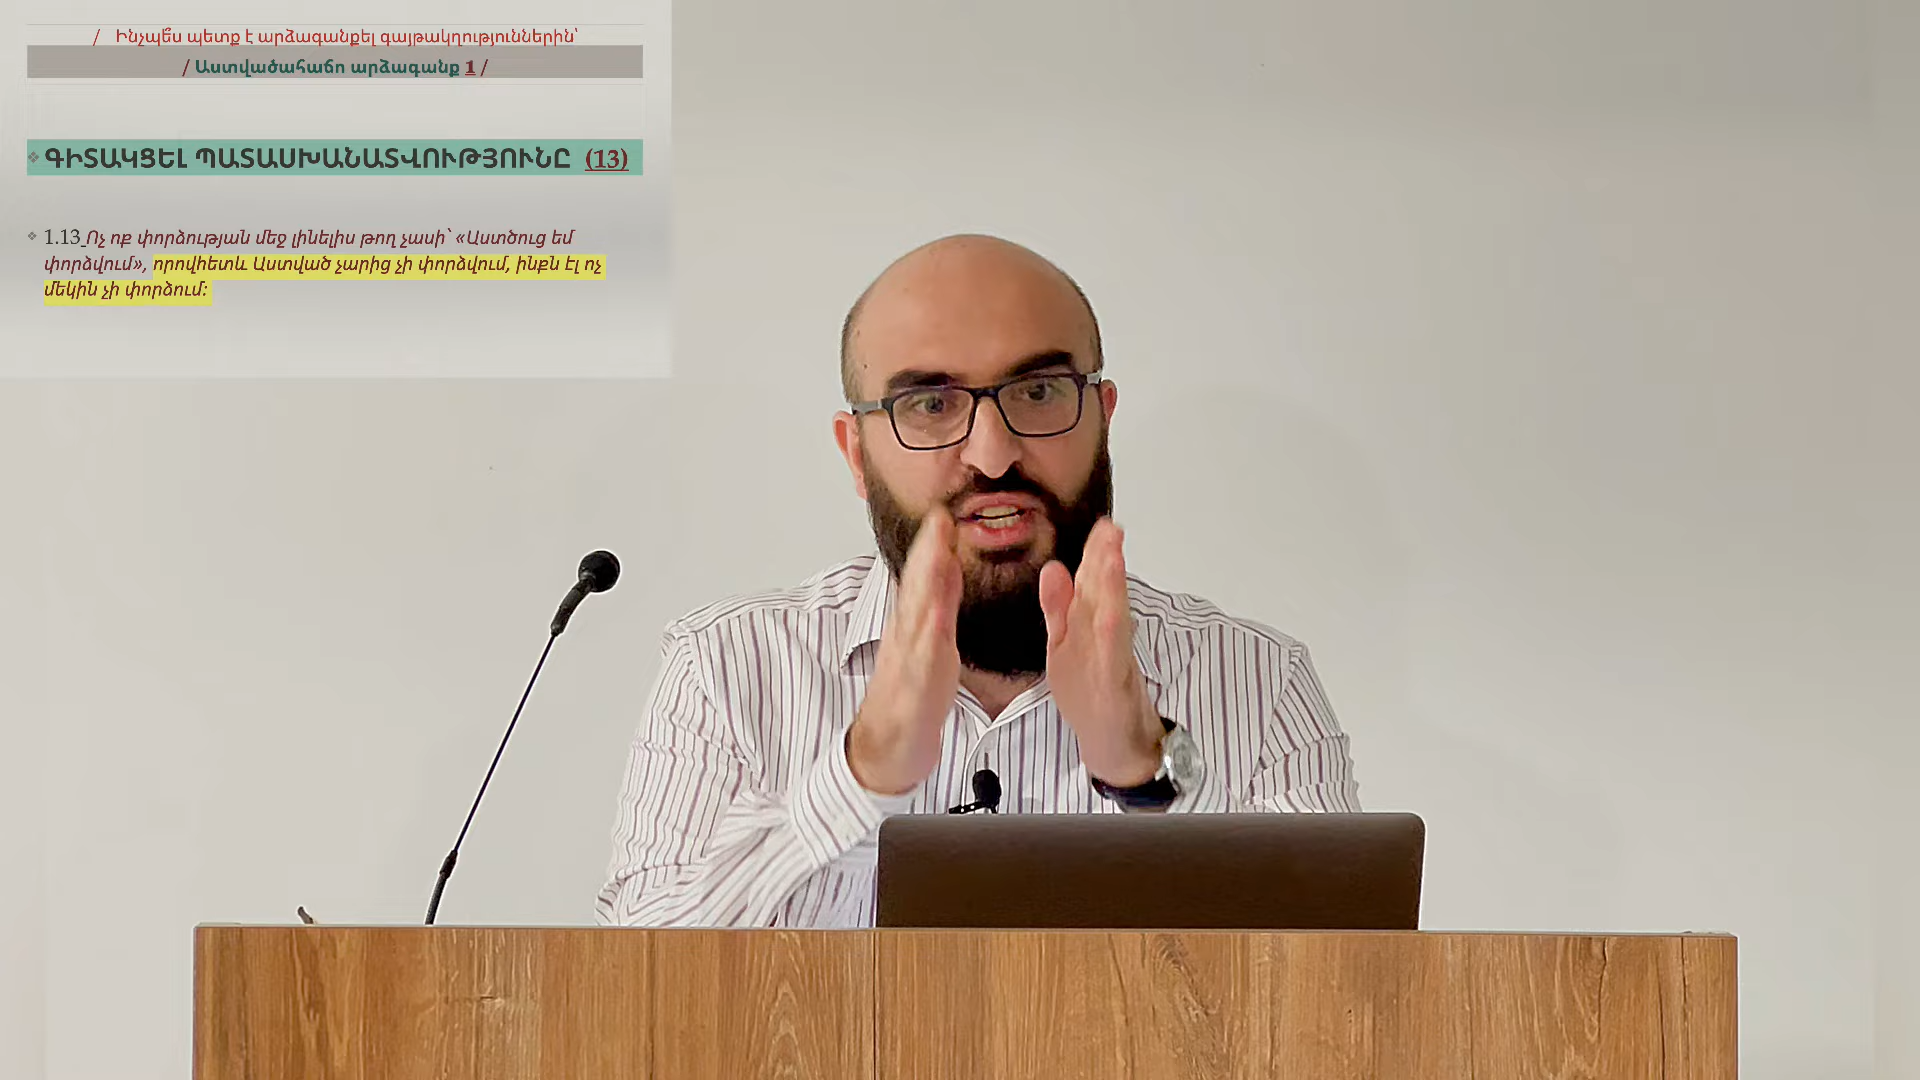 / Ինչպե՞ս պետք է արձագանքել գայթակղություններին՝
/ Աստվածահաճո արձագանք 1 /
ԳԻՏԱԿՑԵԼ ՊԱՏԱՍԽԱՆԱՏՎՈՒԹՅՈՒՆԸ (13)
1.13 Ոչ ոք փորձության մեջ լինելիս թող չասի՝ «Աստծուց եմ
փորձվում», որովհետև Աստված չարից չի փորձվում, ինքն էլ ոչ
մեկին չի փորձում: